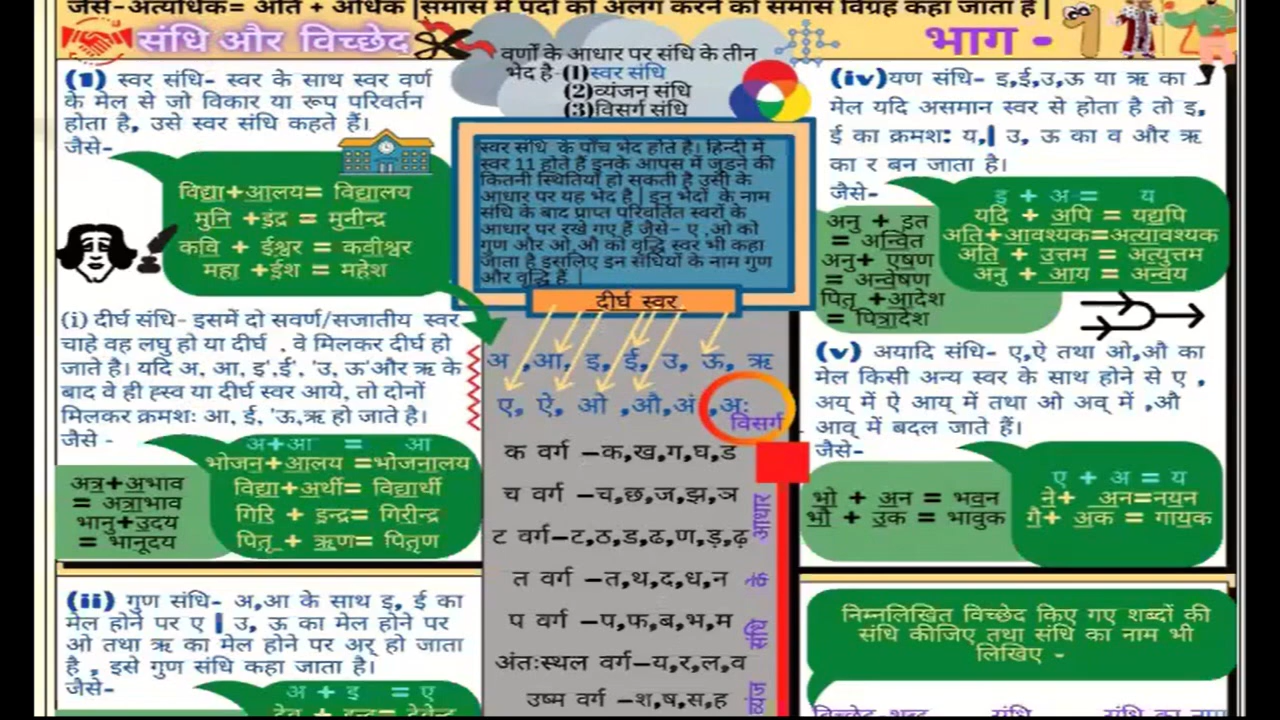 जैसे-अत्यधिक= अति + अधिक |समास में पदों को अलग करने को समास विग्रह कहा जाता है |
संधि और विच्छेद
भाग -
(1) स्वर संधि- स्वर के साथ स्वर वर्ण
के मेल से जो विकार या रूप परिवर्तन
होता है, उसे स्वर संधि कहते हैं।
जैसे-
विद्या+आलय= विद्यालय
मुनि +इंद्र = मुनीन्द्र
कवि + ईश्वर = कवीश्वर
महा +ईश = महेश
(i) दीर्घ संधि- इसमें दो सवर्ण/सजातीय स्वर
चाहे वह लघु हो या दीर्घ , वे मिलकर दीर्घ हो
जाते है। यदि अ, आ, इ',ई', 'उ, ऊ'और ऋ के
बाद वे ही ह्स्व या दीर्घ स्वर आये, तो दोनों
मिलकर क्रमशः आ, ई, 'ऊ,ऋ हो जाते है।
जैसे -
अ+आ = आ
भोजन+आलय =भोजनालय
विद्या+अर्थी= विद्यार्थी
गिरि + इन्द्र= गिरीन्द्र
पितृ + ऋण= पितृण
अत्र+अभाव
= अत्राभाव
भानु+उदय
= भानूदय
(ii) गुण संधि- अ,आ के साथ इ, ई का
मेल होने पर ए | उ, ऊ का मेल होने पर
ओ तथा ऋ का मेल होने पर अर् हो जाता
है , इसे गुण संधि कहा जाता है।
जैसे-
अ + इ = ए
देव + इन्द्र= देवेन्द्र
वर्णों के आधार पर संधि के तीन
भेद है-(1)स्वर संधि
(2)व्यंजन संधि
(3)विसर्ग संधि
स्वर संधि के पाँच भेद होते है। हिन्दी में
स्वर 11 होते हैं इनके आपस में जुड़ने की
कितनी स्थितियाँ हो सकती है उसी के
आधार पर यह भेद है | इन भेदों के नाम
संधि के बाद प्राप्त परिवर्तित स्वरों के
आधार पर रखे गए हैं जैसे- ए ,ओ को
गुण और ओ,औ को वृद्धि स्वर भी कहा
जाता है इसलिए इन संधियों के नाम गुण
और वृद्धि हैं |
दीर्घ स्वर
अ ,आ, इ, ई, उ, ऊ, ऋ
ए, ऐ, ओ ,औ,अं ,अः
विसर्ग
क वर्ग –क,ख,ग,घ,ड
च वर्ग –च,छ,ज,झ,ञ
ट वर्ग–ट,ठ,ड,ढ,ण,ड़,ढ़
त वर्ग –त,थ,द,ध,न
प वर्ग –प,फ,ब,भ,म
अंतःस्थल वर्ग–य,र,ल,व
उष्म वर्ग –श,ष,स,ह
संधि के आधार
(iv)यण संधि- इ,ई,उ,ऊ या ऋ का
मेल यदि असमान स्वर से होता है तो इ,
ई का क्रमशः य,| उ, ऊ का व और ऋ
का र बन जाता है।
जैसे-
इ + अ = य
यदि + अपि = यद्यपि
अति+आवश्यक=अत्यावश्यक
अति + उत्तम = अत्युत्तम
अनु + आय = अन्वय
अनु + इत
= अन्वित
अनु+ एषण
= अन्वेषण
पितृ +आदेश
= पित्रादेश
(v) अयादि संधि- ए,ऐ तथा ओ,औ का
मेल किसी अन्य स्वर के साथ होने से ए ,
अय् में ऐ आय् में तथा ओ अव् में ,औ
आव् में बदल जाते हैं।
जैसे-
ए + अ = य
ने+ अन=नयन
गै+ अक = गायक
भो + अन = भवन
भौ + उक = भावुक
निम्नलिखित विच्छेद किए गए शब्दों की
संधि कीजिए तथा संधि का नाम भी
लिखिए -
विच्छेद शब्द संधि संधि का नाम